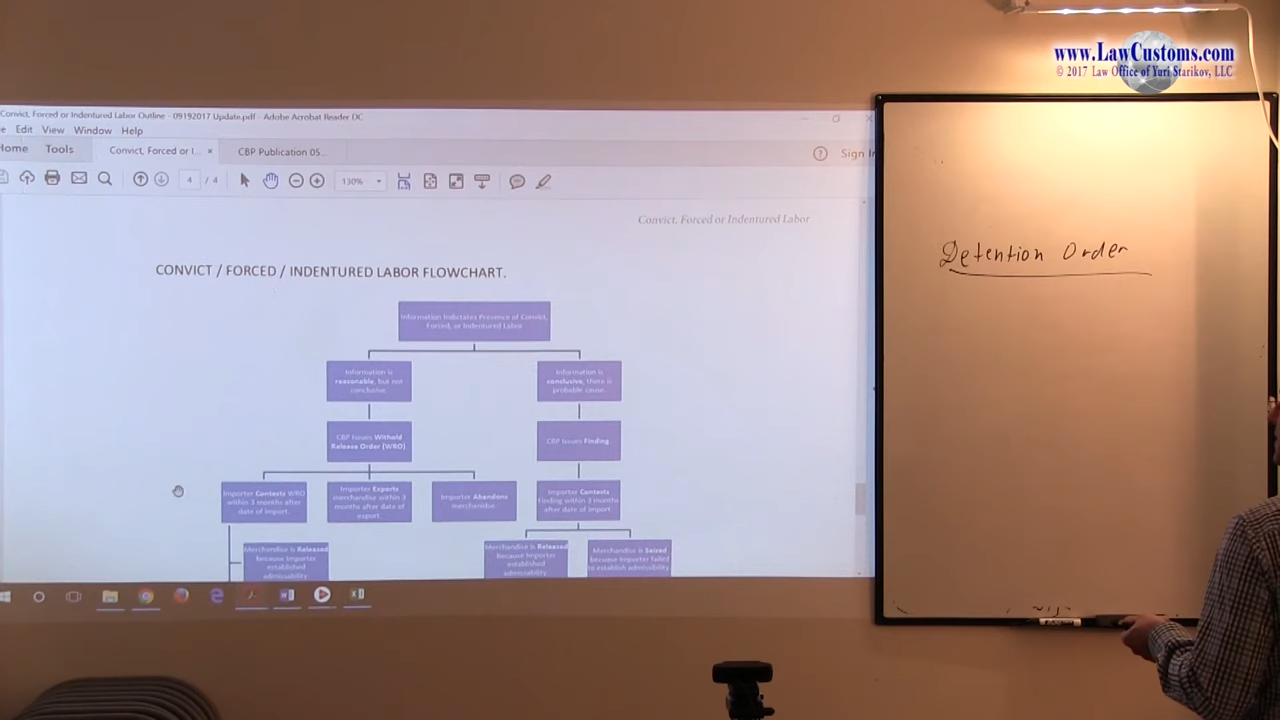 www.LawCustoms.com
© 2017 Law Office of Yuri Starikov, LLC
Convict, Forced or Indentured Labor Outline - 09192017 Update.pdf - Adobe Acrobat Reader DC
e Edit View Window Help
Home Tools Convict, Forced or I... × CBP Publication 05... ? Sign In
4 / 4 130%
Convict, Forced or Indentured Labor
CONVICT / FORCED / INDENTURED LABOR FLOWCHART.
Information Indictates Presence of Convict,
Forced, or Indentured Labor
Information is
reasonable, but not
conclusive.
Information is
conclusive, there is
probable cause.
CBP Issues Withold
Release Order (WRO)
CBP Issues Finding.
Importer Contests WRO
within 3 months after
date of import.
Importer Exports
merchandise within 3
months after date of
export.
Importer Abandons
merchandise.
Importer Contests
Finding within 3 months
after date of import.
Merchandise is Released
because Importer
established
admissability
Merchandise is Released
because Importer
established
admissibility
Merchandise is Seized
because Importer failed
to establish admissibility
Detention Order